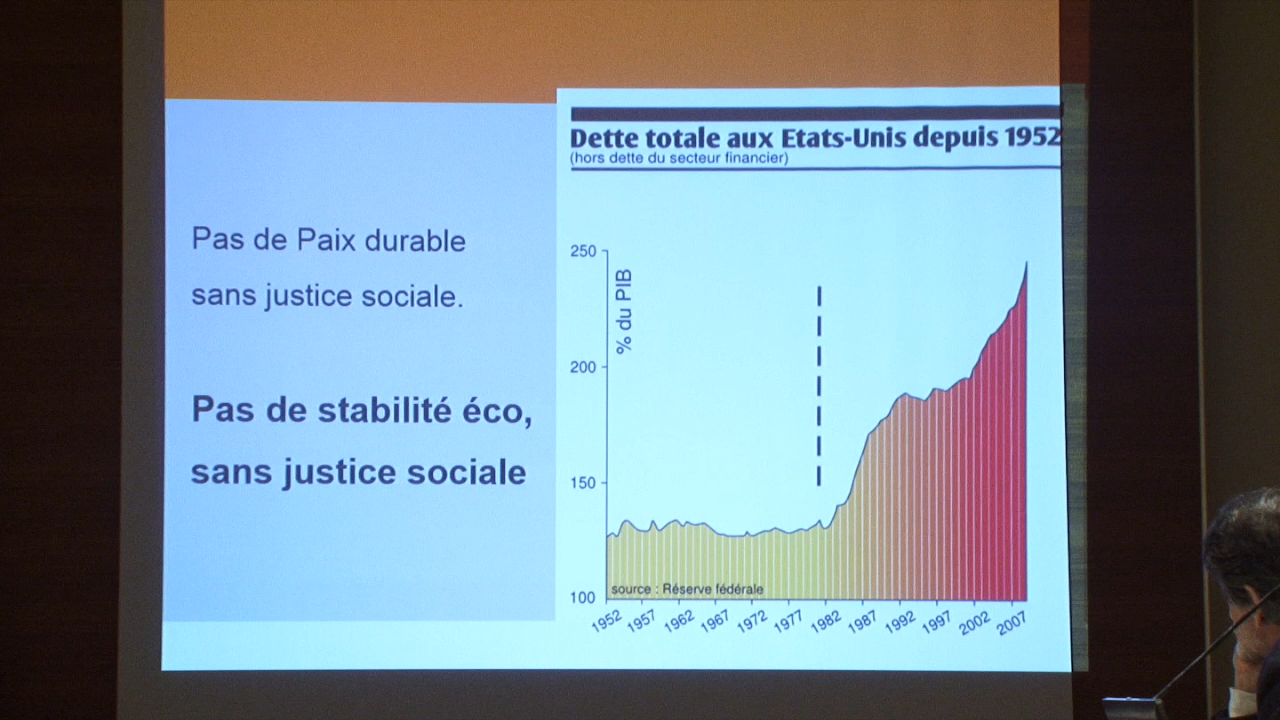 Pas de Paix durable
sans justice sociale.
Pas de stabilité éco,
sans justice sociale
Dette totale aux Etats-Unis depuis 1952
(hors dette du secteur financier)
% du PIB
250
200
150
100
source : Réserve fédérale
1952 1957 1962 1967 1972 1977 1982 1987 1992 1997 2002 2007